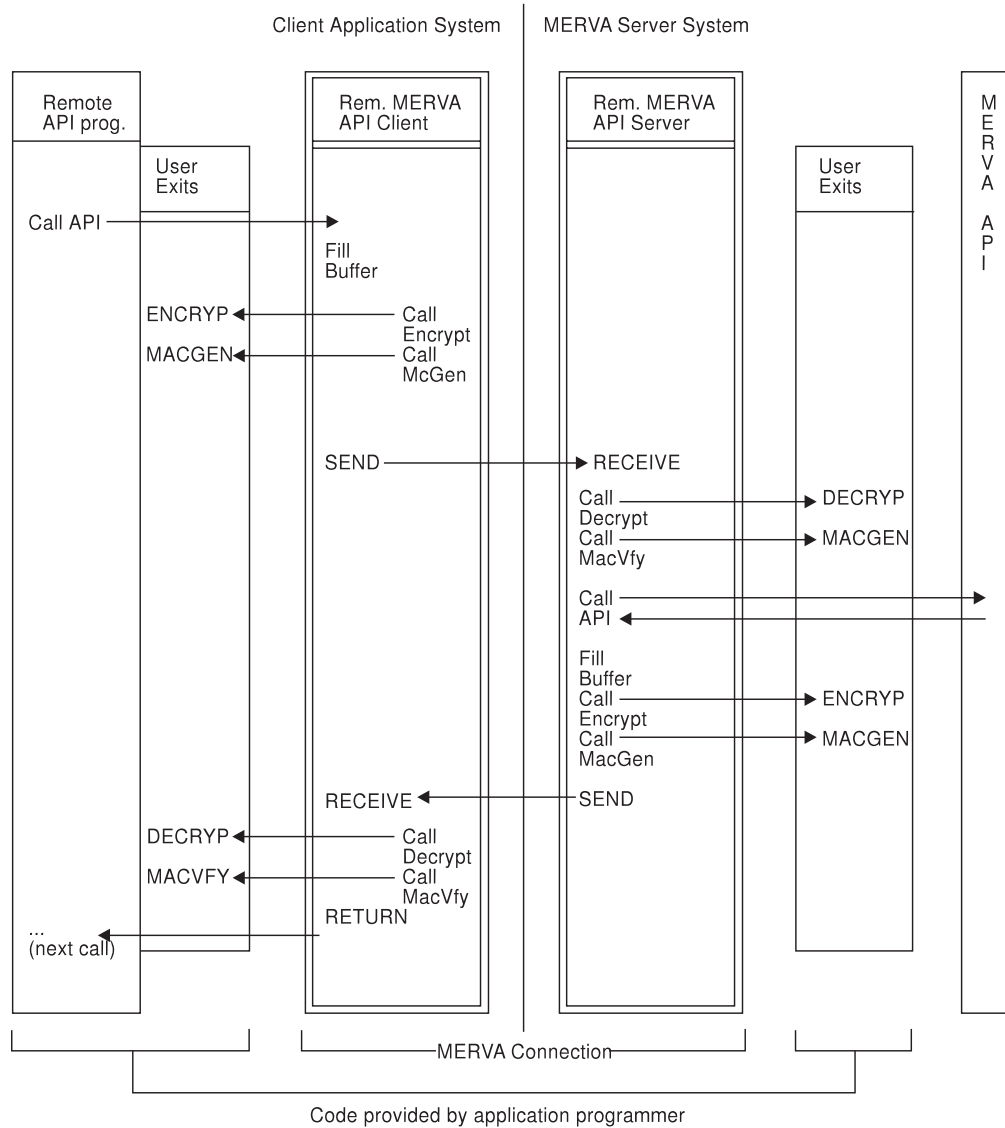 Client Application System
MERVA Server System
Remote
API prog.
Rem. MERVA
API Client
Rem. MERVA
API Server
M
E
R
V
A
A
P
I
User
Exits
User
Exits
Call API
Fill
Buffer
ENCRYP
Call
Encrypt
MACGEN
Call
McGen
SEND
RECEIVE
Call
Decrypt
DECRYP
Call
MacVfy
MACGEN
Call
API
Fill
Buffer
Call
Encrypt
ENCRYP
Call
MacGen
MACGEN
RECEIVE
SEND
DECRYP
Call
Decrypt
MACVFY
Call
MacVfy
RETURN
...
(next call)
MERVA Connection
Code provided by application programmer